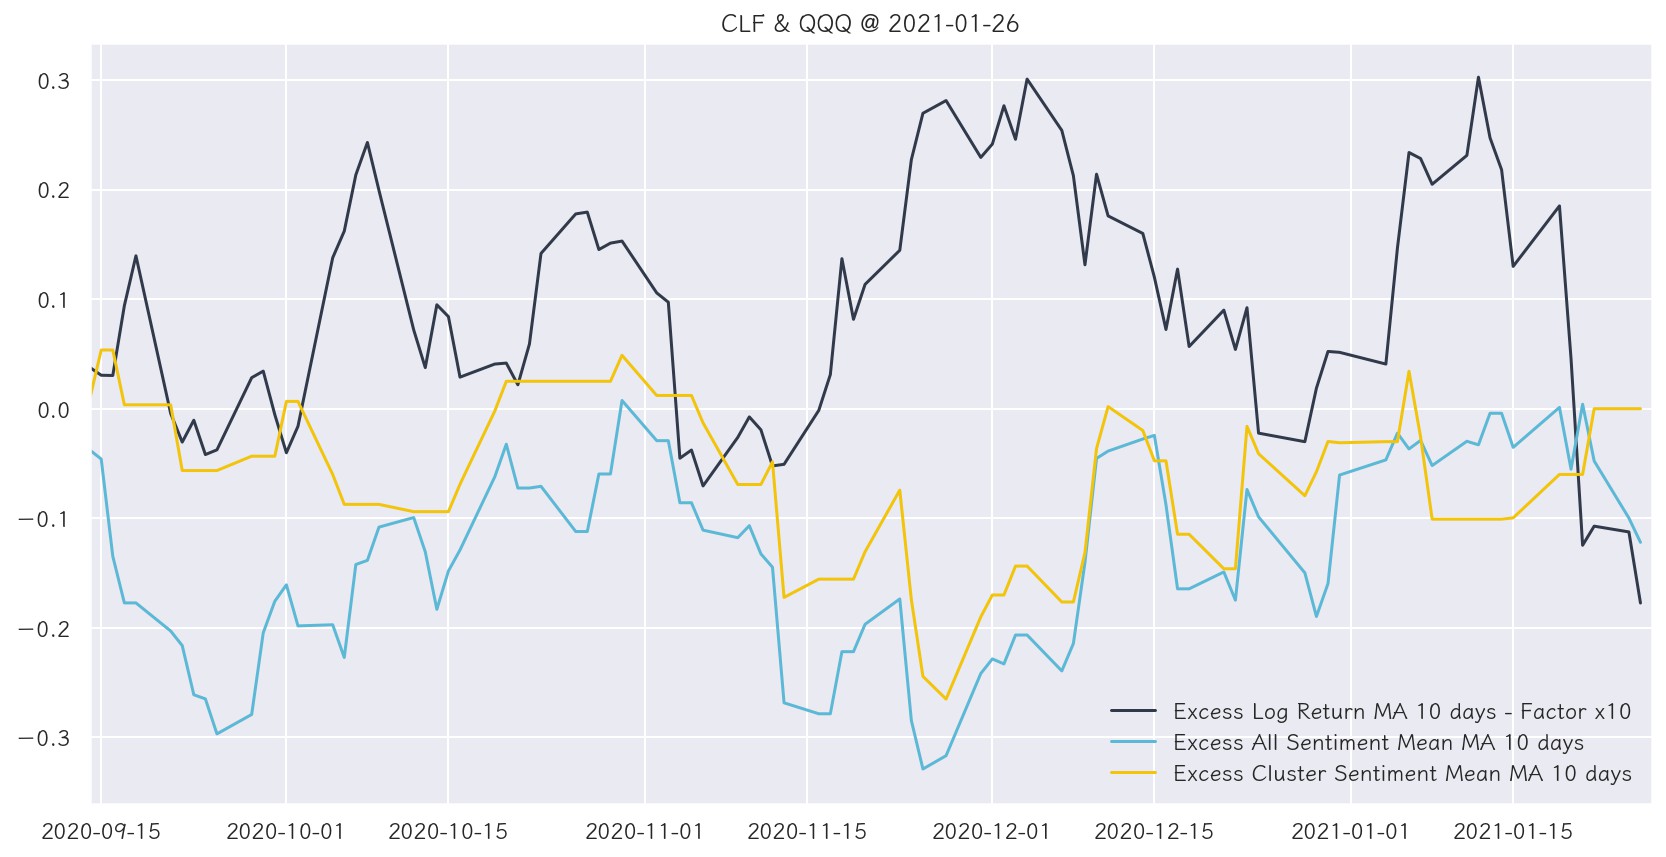 CLF & QQQ @ 2021-01-26
0.3
0.2
0.1
0.0
−0.1
−0.2
−0.3
Excess Log Return MA 10 days - Factor x10
Excess All Sentiment Mean MA 10 days
Excess Cluster Sentiment Mean MA 10 days
2020-09-15 2020-10-01 2020-10-15 2020-11-01 2020-11-15 2020-12-01 2020-12-15 2021-01-01 2021-01-15